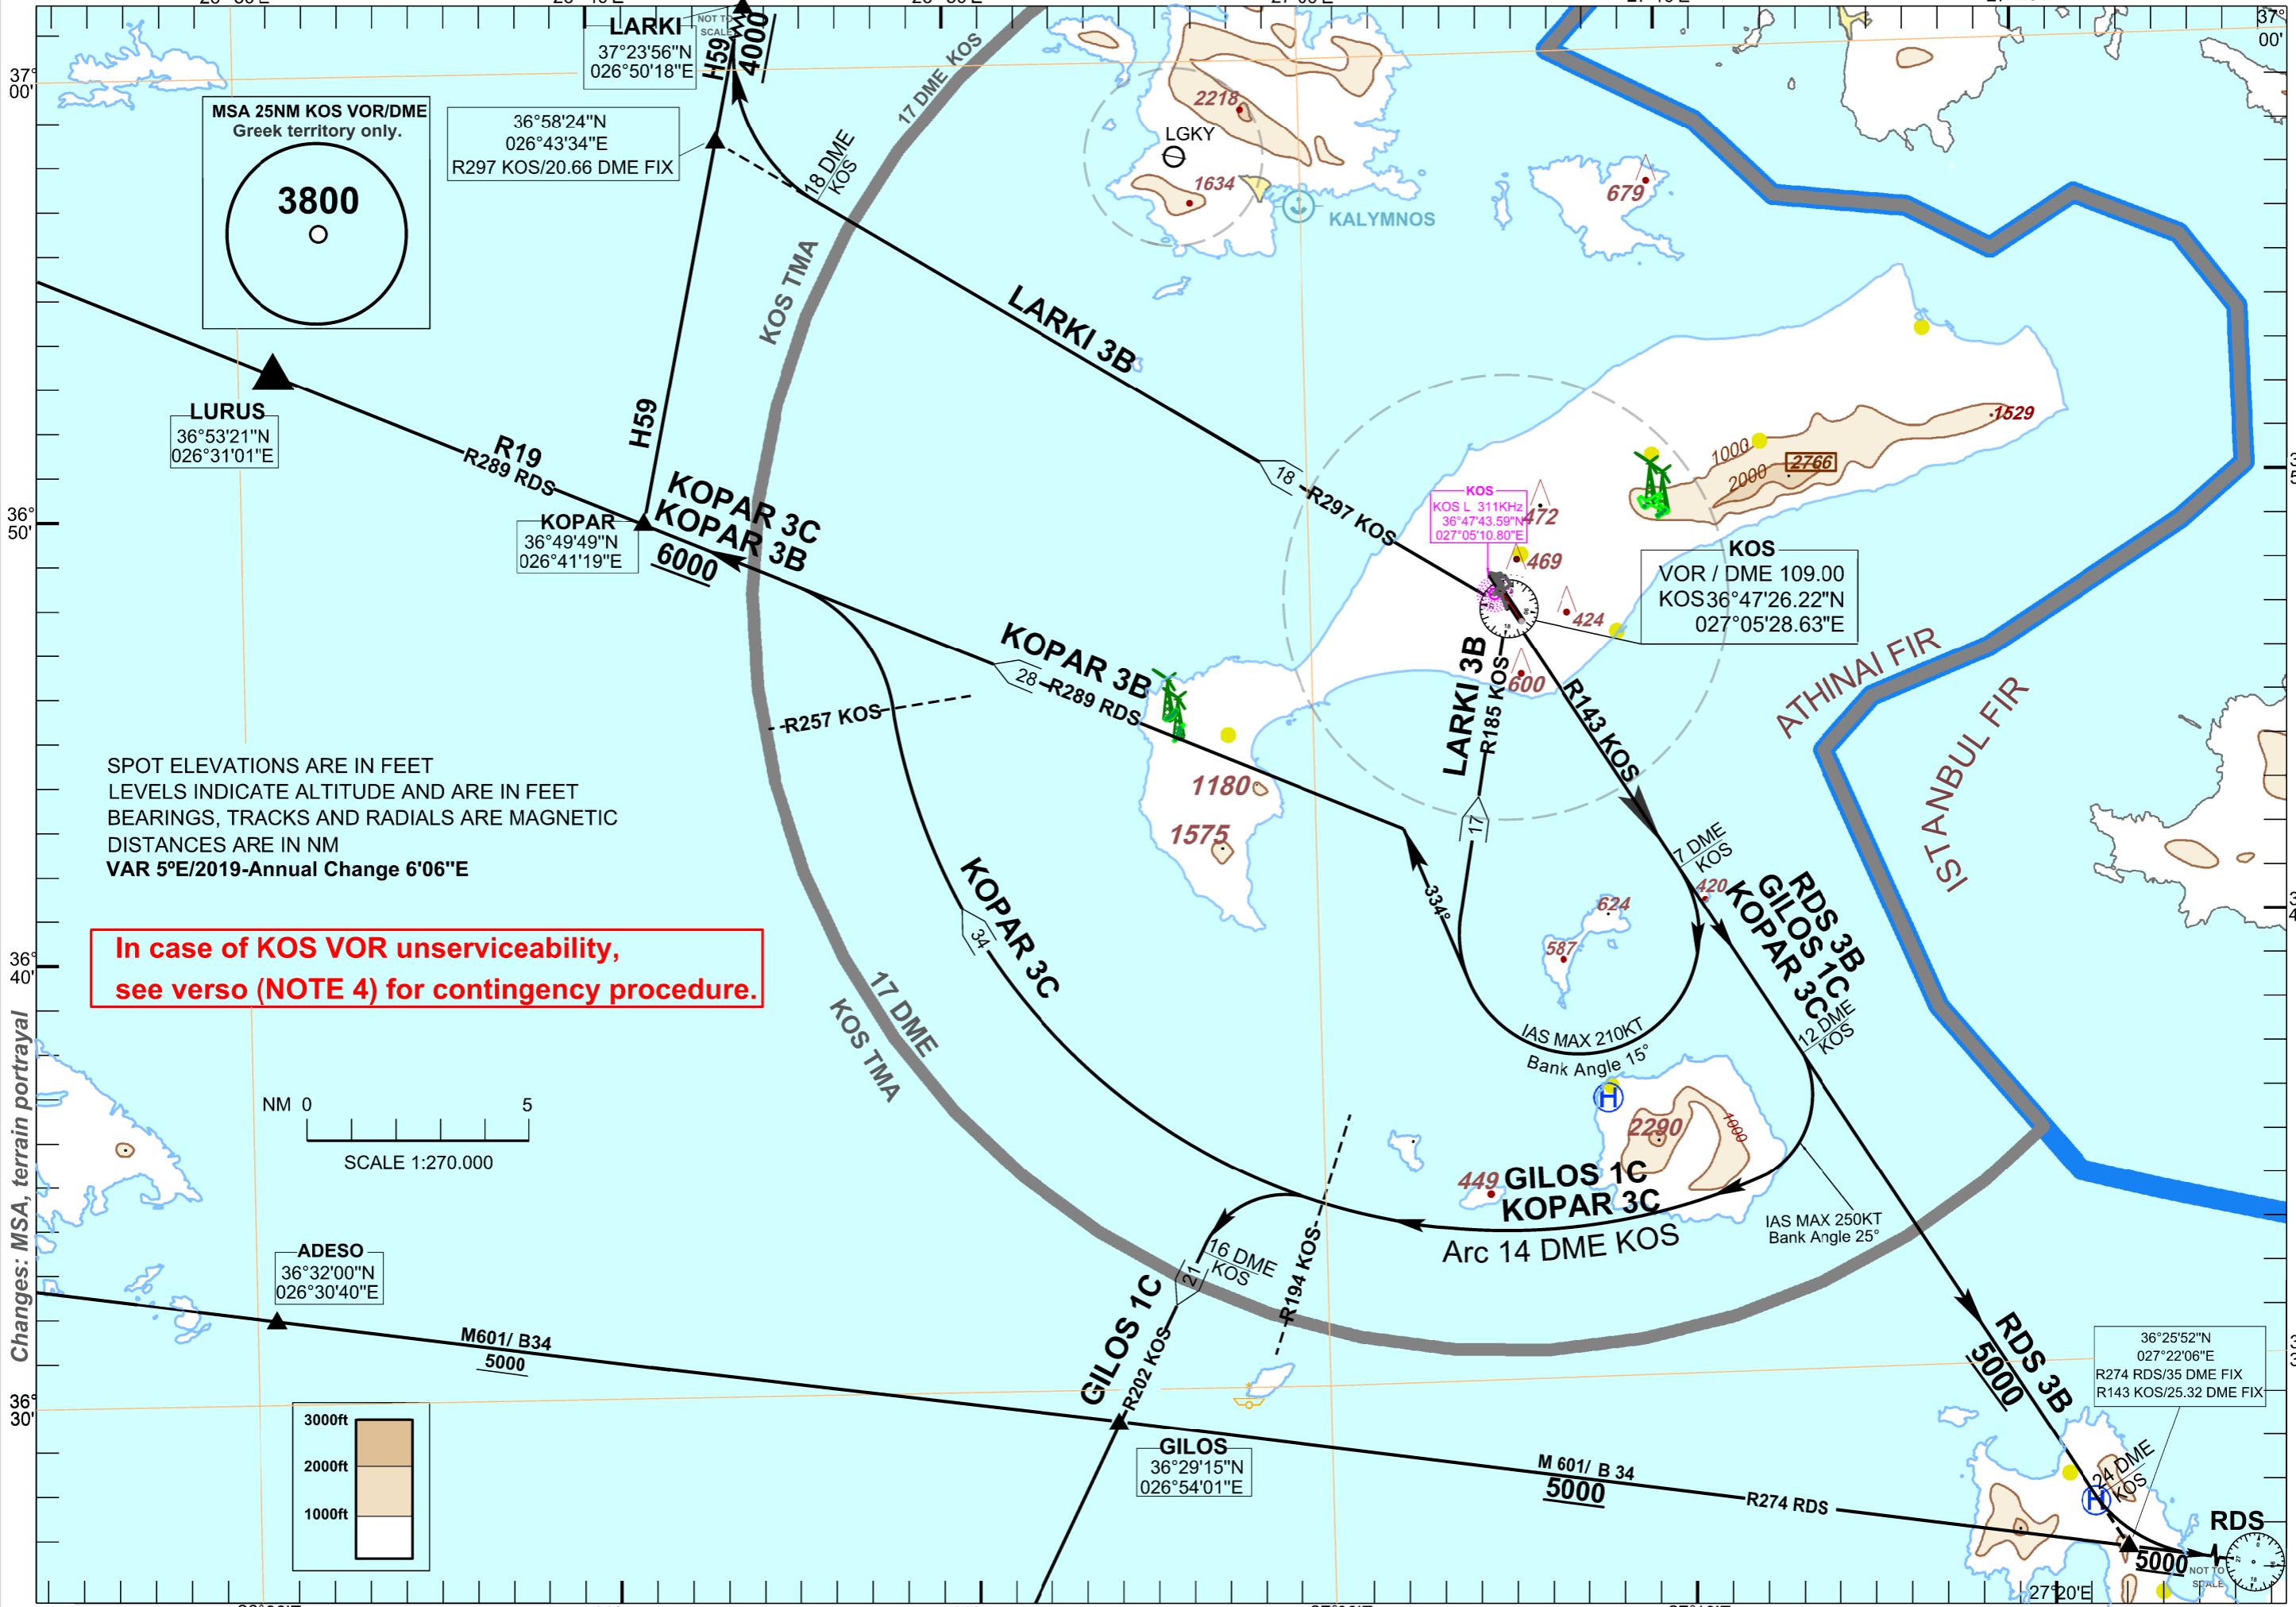 LARKI
37°23'56"N
026°50'18"E
NOT TO
SCALE
H59
4000
37°
00'
37°
00'
MSA 25NM KOS VOR/DME
Greek territory only.
3800
36°58'24"N
026°43'34"E
R297 KOS/20.66 DME FIX
18 DME
KOS
17 DME KOS
KOS TMA
2218
LGKY
1634
KALYMNOS
679
LARKI 3B
18
R297 KOS
LURUS
36°53'21"N
026°31'01"E
R19
R289 RDS
H59
KOPAR
36°49'49"N
026°41'19"E
36°
50'
KOPAR 3C
KOPAR 3B
6000
KOPAR 3B
28
R289 RDS
R257 KOS
1529
1000
2000
2766
KOS
KOS L 311KHz
36°47'43.59"N
027°05'10.80"E
472
469
424
600
KOS
VOR / DME 109.00
KOS 36°47'26.22"N
027°05'28.63"E
LARKI 3B
R185 KOS
17
R143 KOS
ATHINAI FIR
ISTANBUL FIR
SPOT ELEVATIONS ARE IN FEET
LEVELS INDICATE ALTITUDE AND ARE IN FEET
BEARINGS, TRACKS AND RADIALS ARE MAGNETIC
DISTANCES ARE IN NM
VAR 5ºE/2019-Annual Change 6'06"E
1180
1575
334°
7 DME
KOS
420
624
587
RDS 3B
GILOS 1C
KOPAR 3C
12 DME
KOS
KOPAR 3C
34
In case of KOS VOR unserviceability,
see verso (NOTE 4) for contingency procedure.
36°
40'
17 DME
KOS TMA
IAS MAX 210KT
Bank Angle 15°
H
2290
1000
449
GILOS 1C
KOPAR 3C
Arc 14 DME KOS
IAS MAX 250KT
Bank Angle 25°
NM 0 5
SCALE 1:270.000
Changes: MSA, terrain portrayal
ADESO
36°32'00"N
026°30'40"E
M601/ B34
5000
16 DME
KOS
21
R194 KOS
GILOS 1C
R202 KOS
RDS 3B
5000
36°25'52"N
027°22'06"E
R274 RDS/35 DME FIX
R143 KOS/25.32 DME FIX
36°
30'
3000ft
2000ft
1000ft
GILOS
36°29'15"N
026°54'01"E
M 601/ B 34
5000
R274 RDS
24 DME
KOS
H
RDS
5000
NOT TO
SCALE
27°20'E